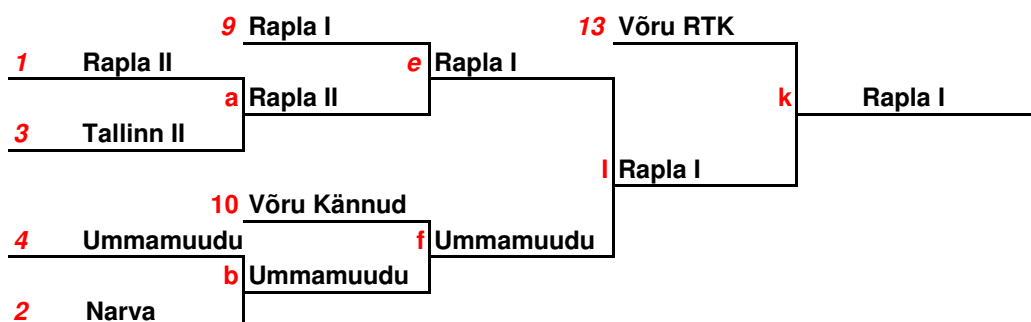 9 Rapla I 13 Võru RTK
1 Rapla II e Rapla I
a Rapla II k Rapla I
3 Tallinn II
l Rapla I
10 Võru Kännud
4 Ummamuudu f Ummamuudu
b Ummamuudu
2 Narva